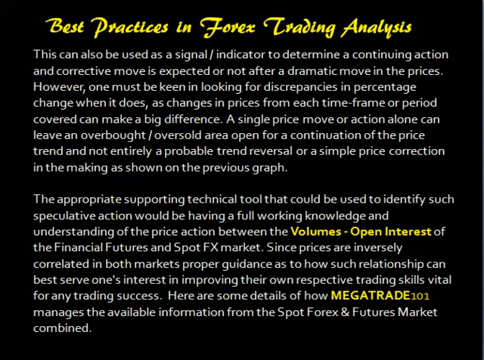 Best Practices in Forex Trading Analysis
This can also be used as a signal / indicator to determine a continuing action
and corrective move is expected or not after a dramatic move in the prices.
However, one must be keen in looking for discrepancies in percentage
change when it does, as changes in prices from each time-frame or period
covered can make a big difference. A single price move or action alone can
leave an overbought / oversold area open for a continuation of the price
trend and not entirely a probable trend reversal or a simple price correction
in the making as shown on the previous graph.
The appropriate supporting technical tool that could be used to identify such
speculative action would be having a full working knowledge and
understanding of the price action between the Volumes - Open Interest of
the Financial Futures and Spot FX market. Since prices are inversely
correlated in both markets proper guidance as to how such relationship can
best serve one's interest in improving their own respective trading skills vital
for any trading success. Here are some details of how MEGATRADE101
manages the available information from the Spot Forex & Futures Market
combined.